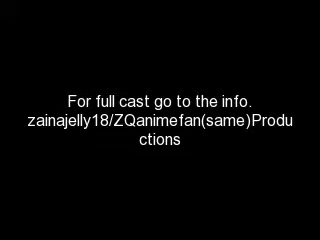 For full cast go to the info.
zainajelly18/ZQanimefan(same)Produ
ctions